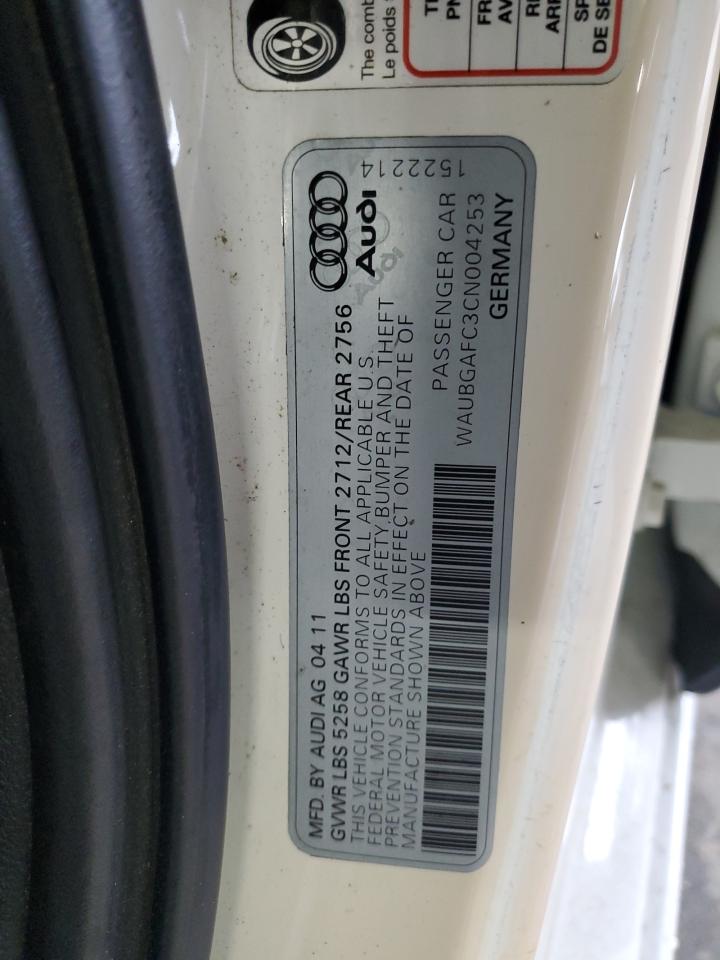 The comb
Le poids
MFD. BY AUDI AG 04 11
GVWR LBS 5258 GAWR LBS FRONT 2712/REAR 2756
THIS VEHICLE CONFORMS TO ALL APPLICABLE U.S.
FEDERAL MOTOR VEHICLE SAFETY,BUMPER AND THEFT
PREVENTION STANDARDS IN EFFECT ON THE DATE OF
MANUFACTURE SHOWN ABOVE
Audi
Audi
1522214
PASSENGER CAR
WAUBGAFC3CN004253
GERMANY